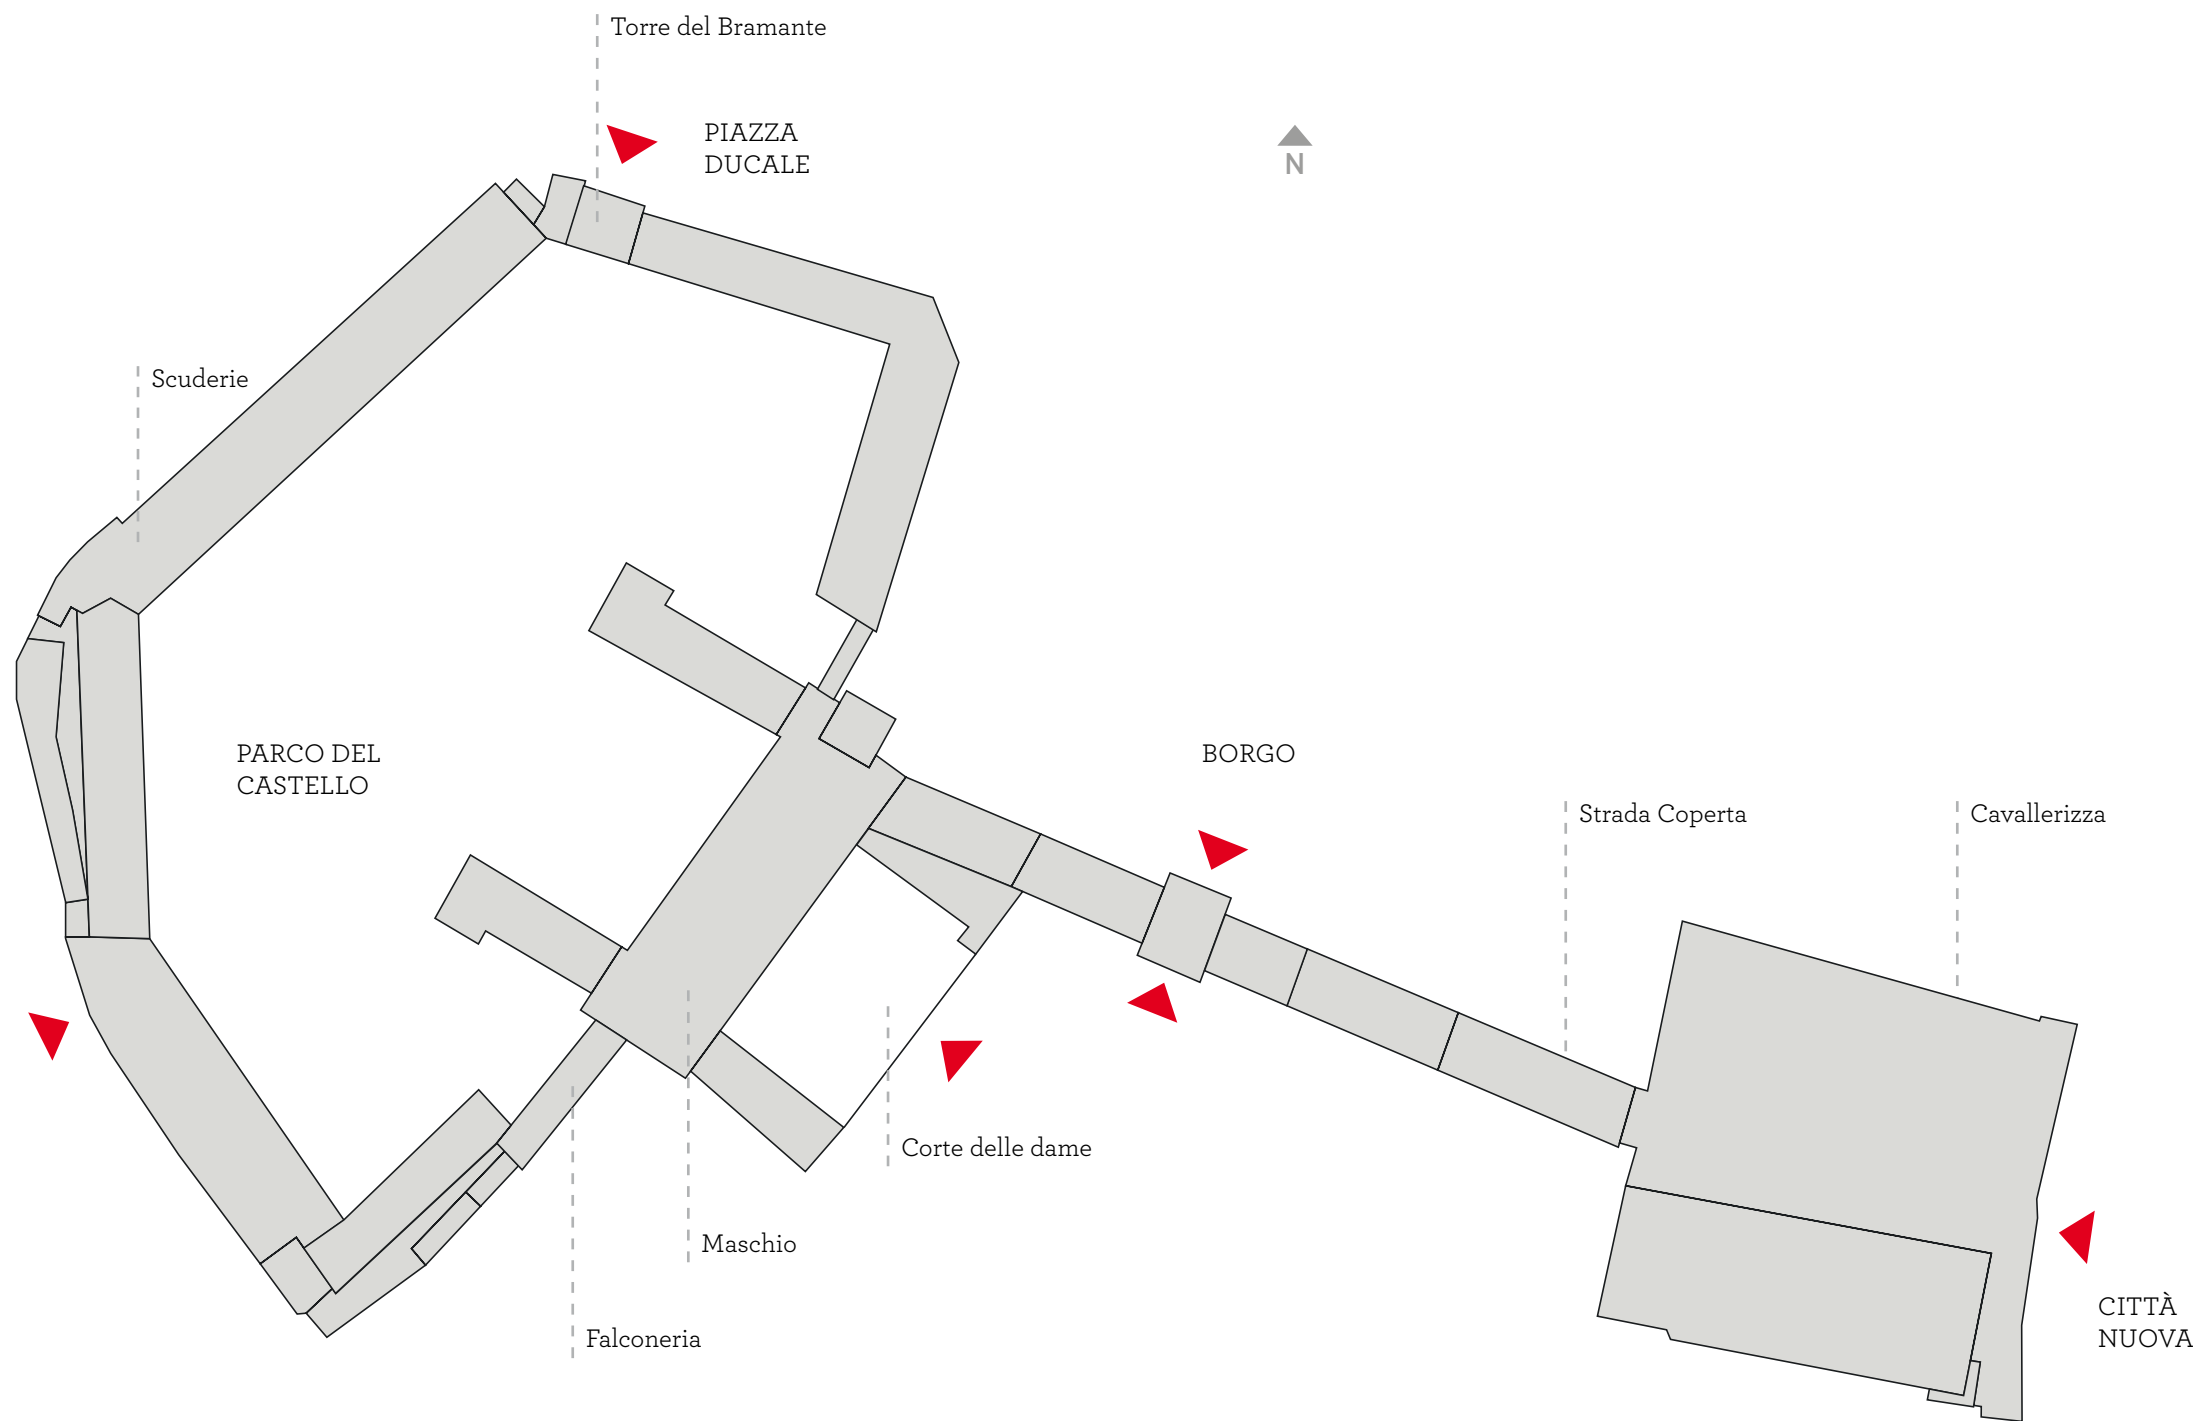 Torre del Bramante
PIAZZA
DUCALE
N
Scuderie
PARCO DEL
CASTELLO
BORGO
Strada Coperta
Cavallerizza
Corte delle dame
Maschio
Falconeria
CITTÀ
NUOVA